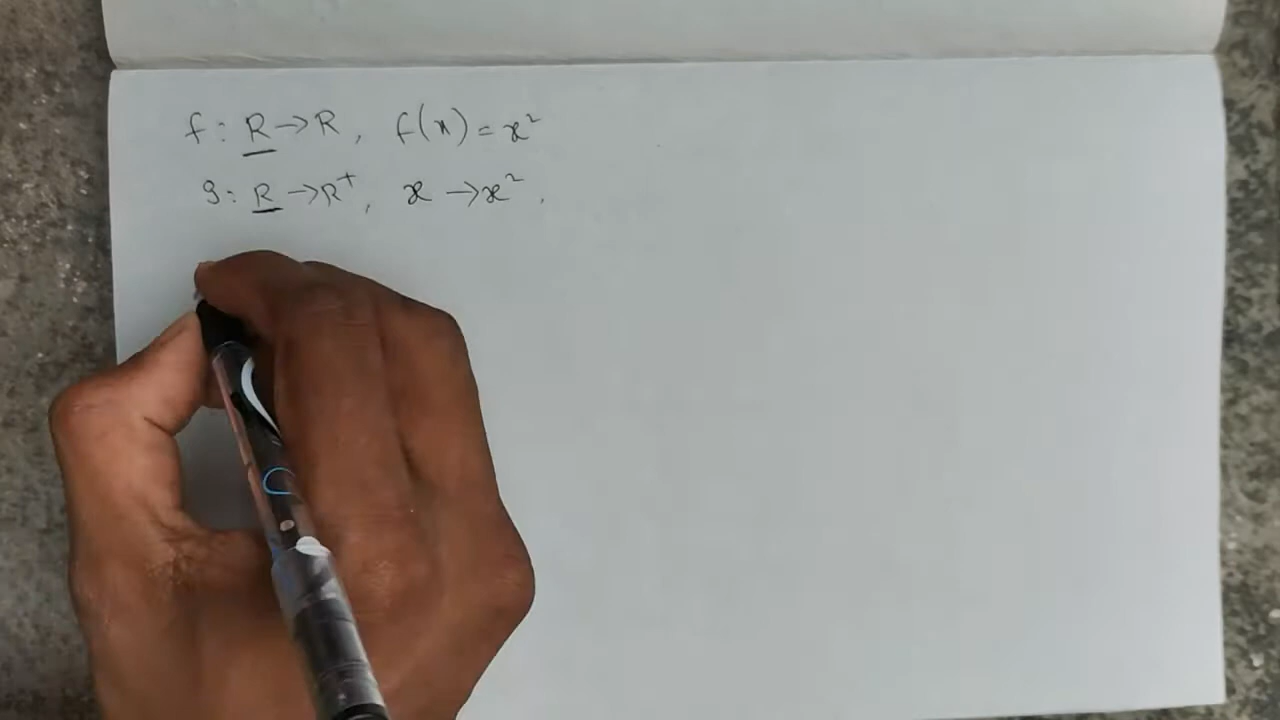 f : R → R , f(x) = x²
g : R → R⁺ , x → x² ,